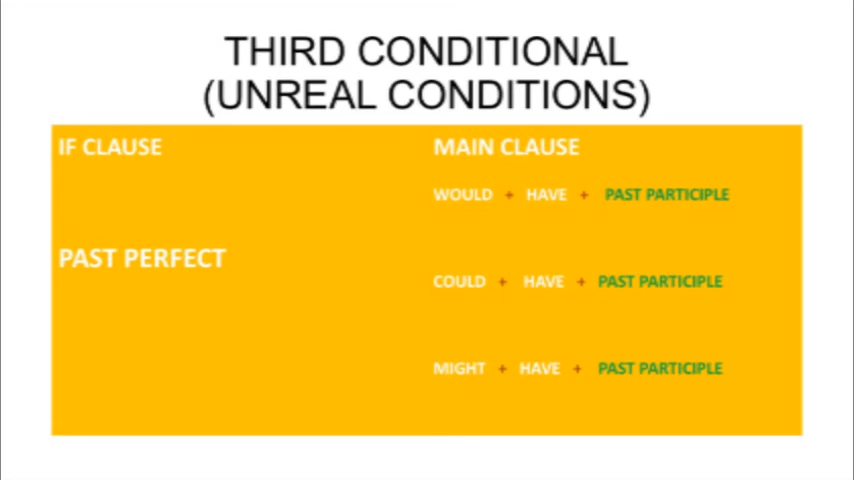 THIRD CONDITIONAL
(UNREAL CONDITIONS)
IF CLAUSE
MAIN CLAUSE
WOULD + HAVE + PAST PARTICIPLE
PAST PERFECT
COULD + HAVE + PAST PARTICIPLE
MIGHT + HAVE + PAST PARTICIPLE